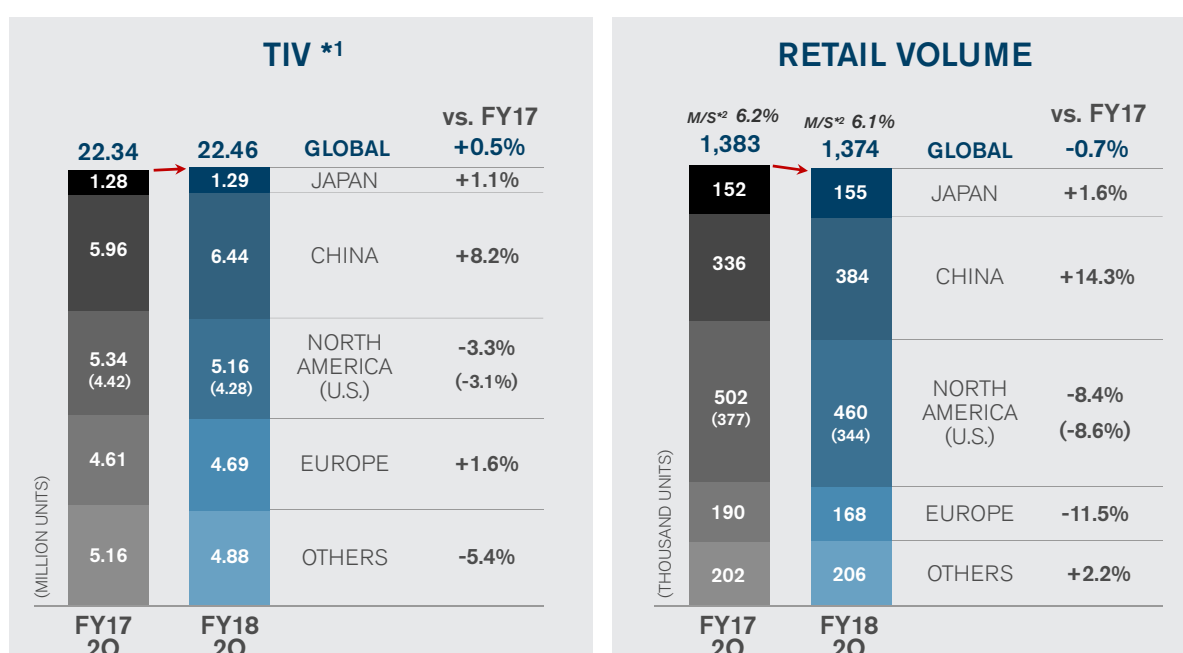 TIV *1
vs. FY17
22.34
22.46
GLOBAL
+0.5%
1.28
1.29
JAPAN
+1.1%
5.96
6.44
CHINA
+8.2%
5.34
(4.42)
5.16
(4.28)
NORTH
AMERICA
(U.S.)
-3.3%
(-3.1%)
4.61
4.69
EUROPE
+1.6%
5.16
4.88
OTHERS
-5.4%
(MILLION UNITS)
FY17
2Q
FY18
2Q
RETAIL VOLUME
M/S*2 6.2%
1,383
M/S*2 6.1%
1,374
GLOBAL
vs. FY17
-0.7%
152
155
JAPAN
+1.6%
336
384
CHINA
+14.3%
502
(377)
460
(344)
NORTH
AMERICA
(U.S.)
-8.4%
(-8.6%)
190
168
EUROPE
-11.5%
202
206
OTHERS
+2.2%
(THOUSAND UNITS)
FY17
2Q
FY18
2Q